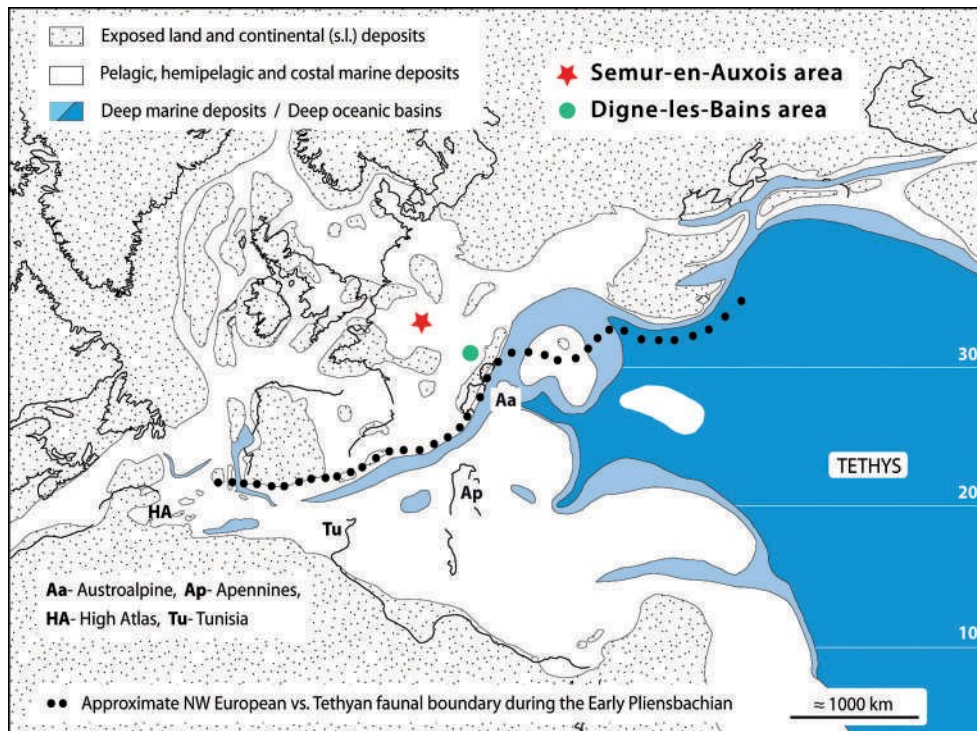 Exposed land and continental (s.l.) deposits
Pelagic, hemipelagic and costal marine deposits
Deep marine deposits / Deep oceanic basins
Semur-en-Auxois area
Digne-les-Bains area
30
Aa
TETHYS
Ap
20
HA
Tu
Aa- Austroalpine, Ap- Apennines,
HA- High Atlas, Tu- Tunisia
10
Approximate NW European vs. Tethyan faunal boundary during the Early Pliensbachian
≈ 1000 km